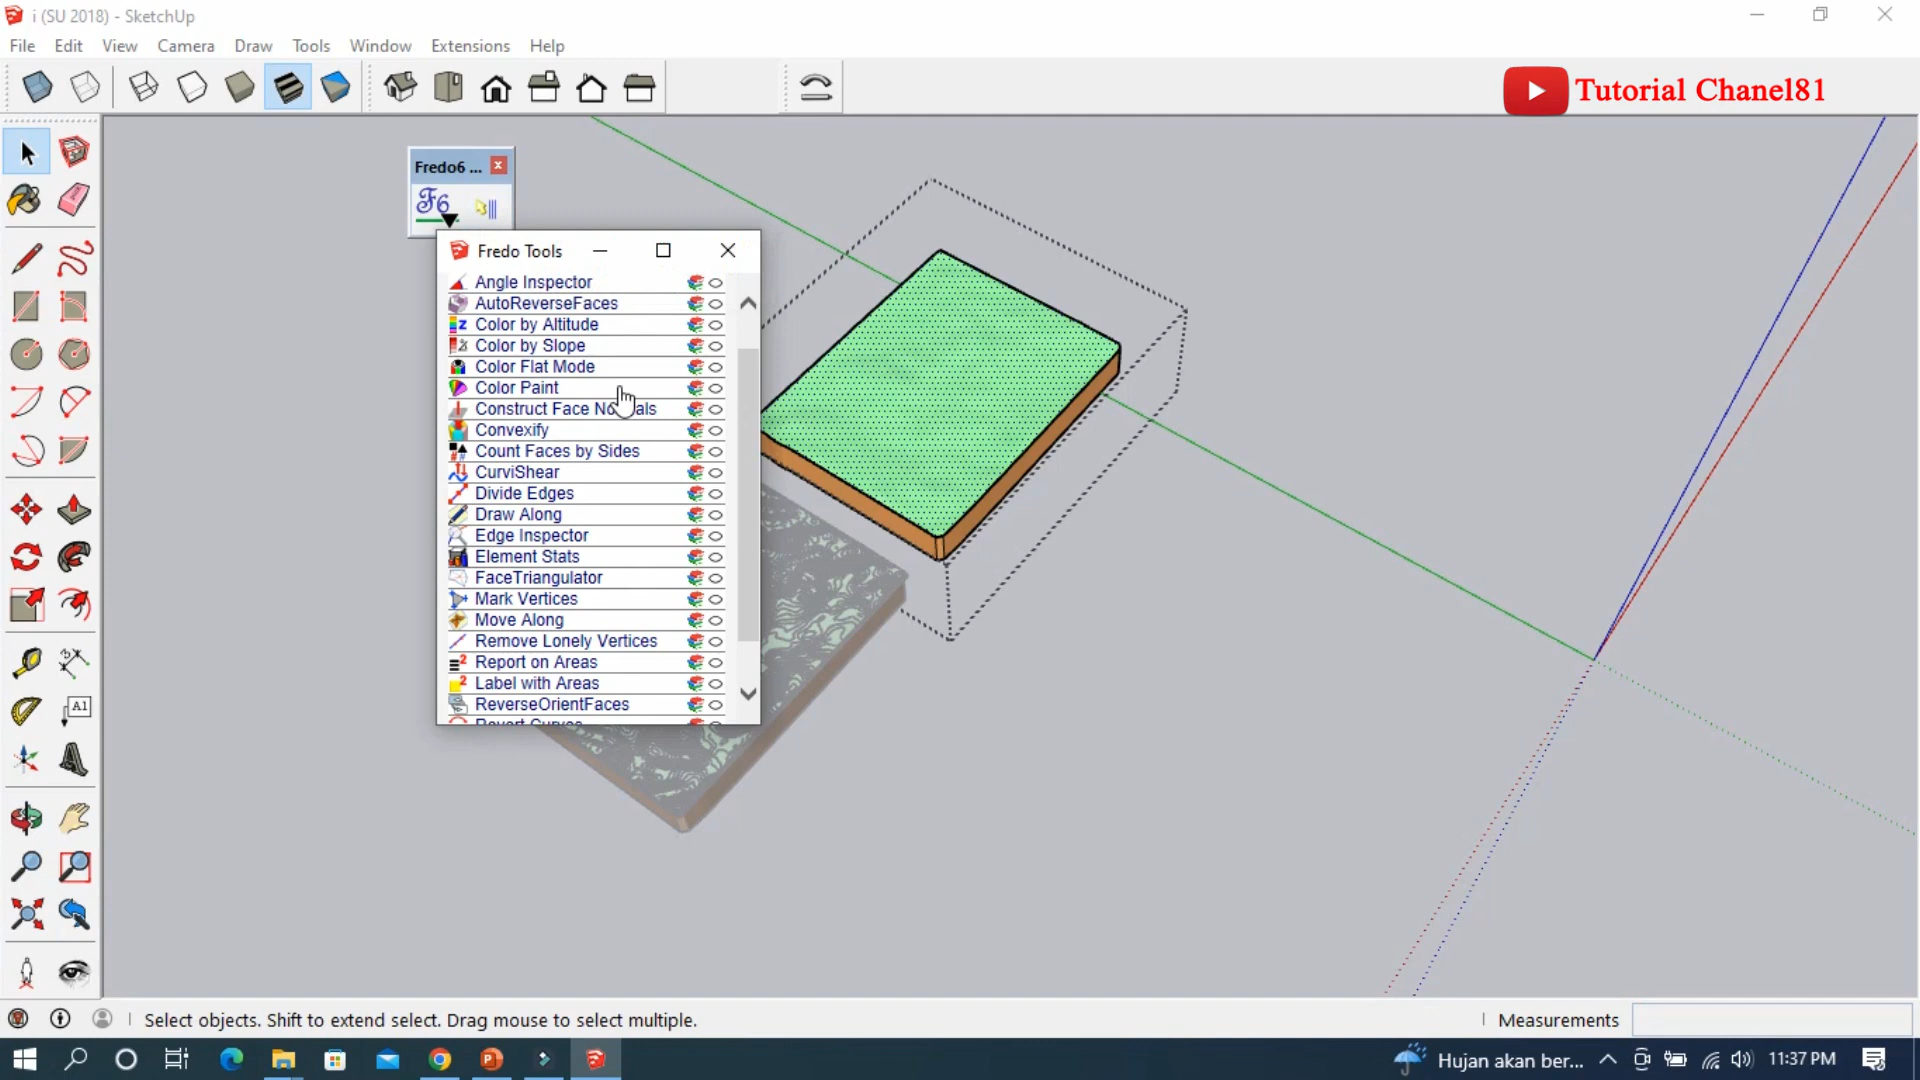 i (SU 2018) - SketchUp
File Edit View Camera Draw Tools Window Extensions Help
Tutorial Chanel81
Fredo6 ...
F6
Fredo Tools
Angle Inspector
AutoReverseFaces
Color by Altitude
Color by Slope
Color Flat Mode
Color Paint
Construct Face
Convexify
Count Faces by Sides
CurviShear
Divide Edges
Draw Along
Edge Inspector
Element Stats
FaceTriangulator
Mark Vertices
Move Along
Remove Lonely Vertices
Report on Areas
Label with Areas
ReverseOrientFaces
A1
Select objects. Shift to extend select. Drag mouse to select multiple.
Measurements
Hujan akan ber... 11:37 PM